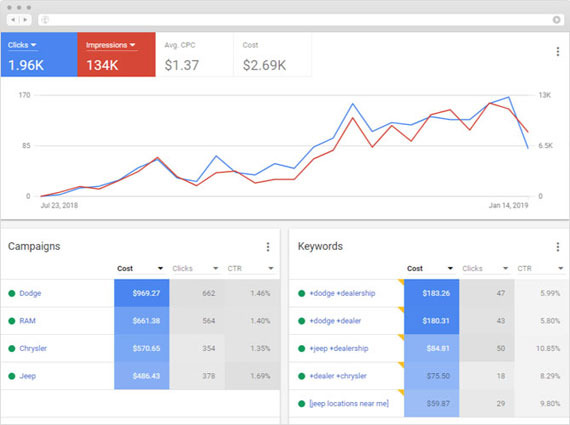 Clicks Impressions Avg. CPC Cost
1.96K 134K $1.37 $2.69K
170 13K
85 6.5K
0 0
Jul 23, 2018 Jan 14, 2019
Campaigns
Cost Clicks CTR
Dodge $969.27 662 1.46%
RAM $661.38 564 1.40%
Chrysler $570.65 354 1.35%
Jeep $486.43 378 1.69%
Keywords
Cost Clicks CTR
+dodge +dealership $183.26 47 5.99%
+dodge +dealer $180.31 43 5.80%
+jeep +dealership $84.91 50 10.85%
+dealer +chrysler $75.50 18 8.29%
[jeep locations near me] $59.87 29 9.80%